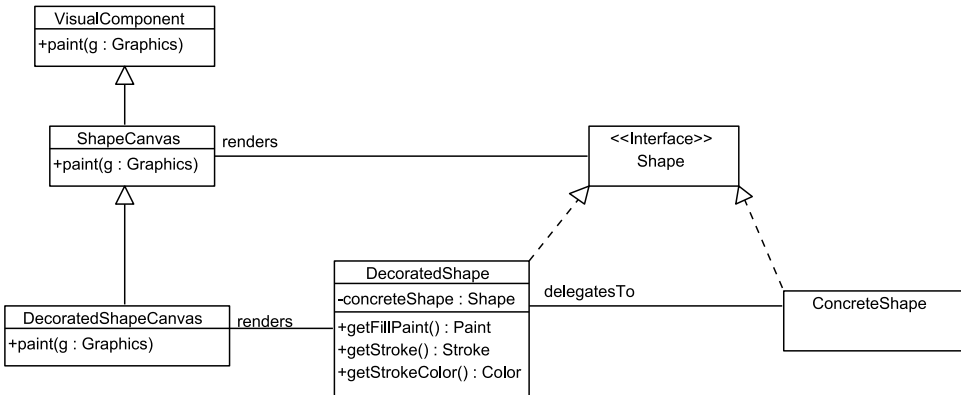 VisualComponent
+paint(g : Graphics)
ShapeCanvas
+paint(g : Graphics)
renders
<<Interface>>
Shape
DecoratedShape
-concreteShape : Shape
+getFillPaint() : Paint
+getStroke() : Stroke
+getStrokeColor() : Color
delegatesTo
ConcreteShape
DecoratedShapeCanvas
+paint(g : Graphics)
renders